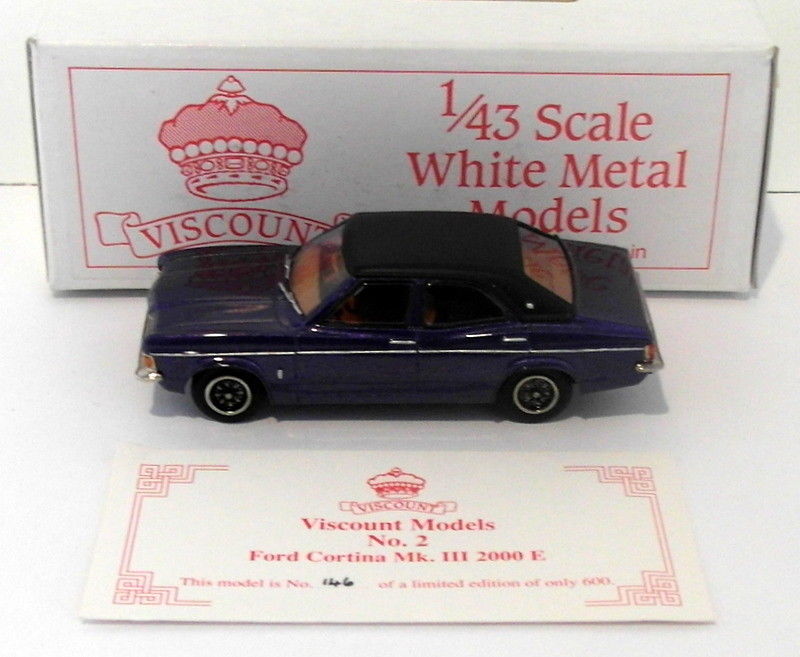 1/43 Scale
White Metal
Models
VISCOUNT
in
VISCOUNT
Viscount Models
No. 2
Ford Cortina Mk. III 2000 E
This model is No. 146 of a limited edition of only 600.